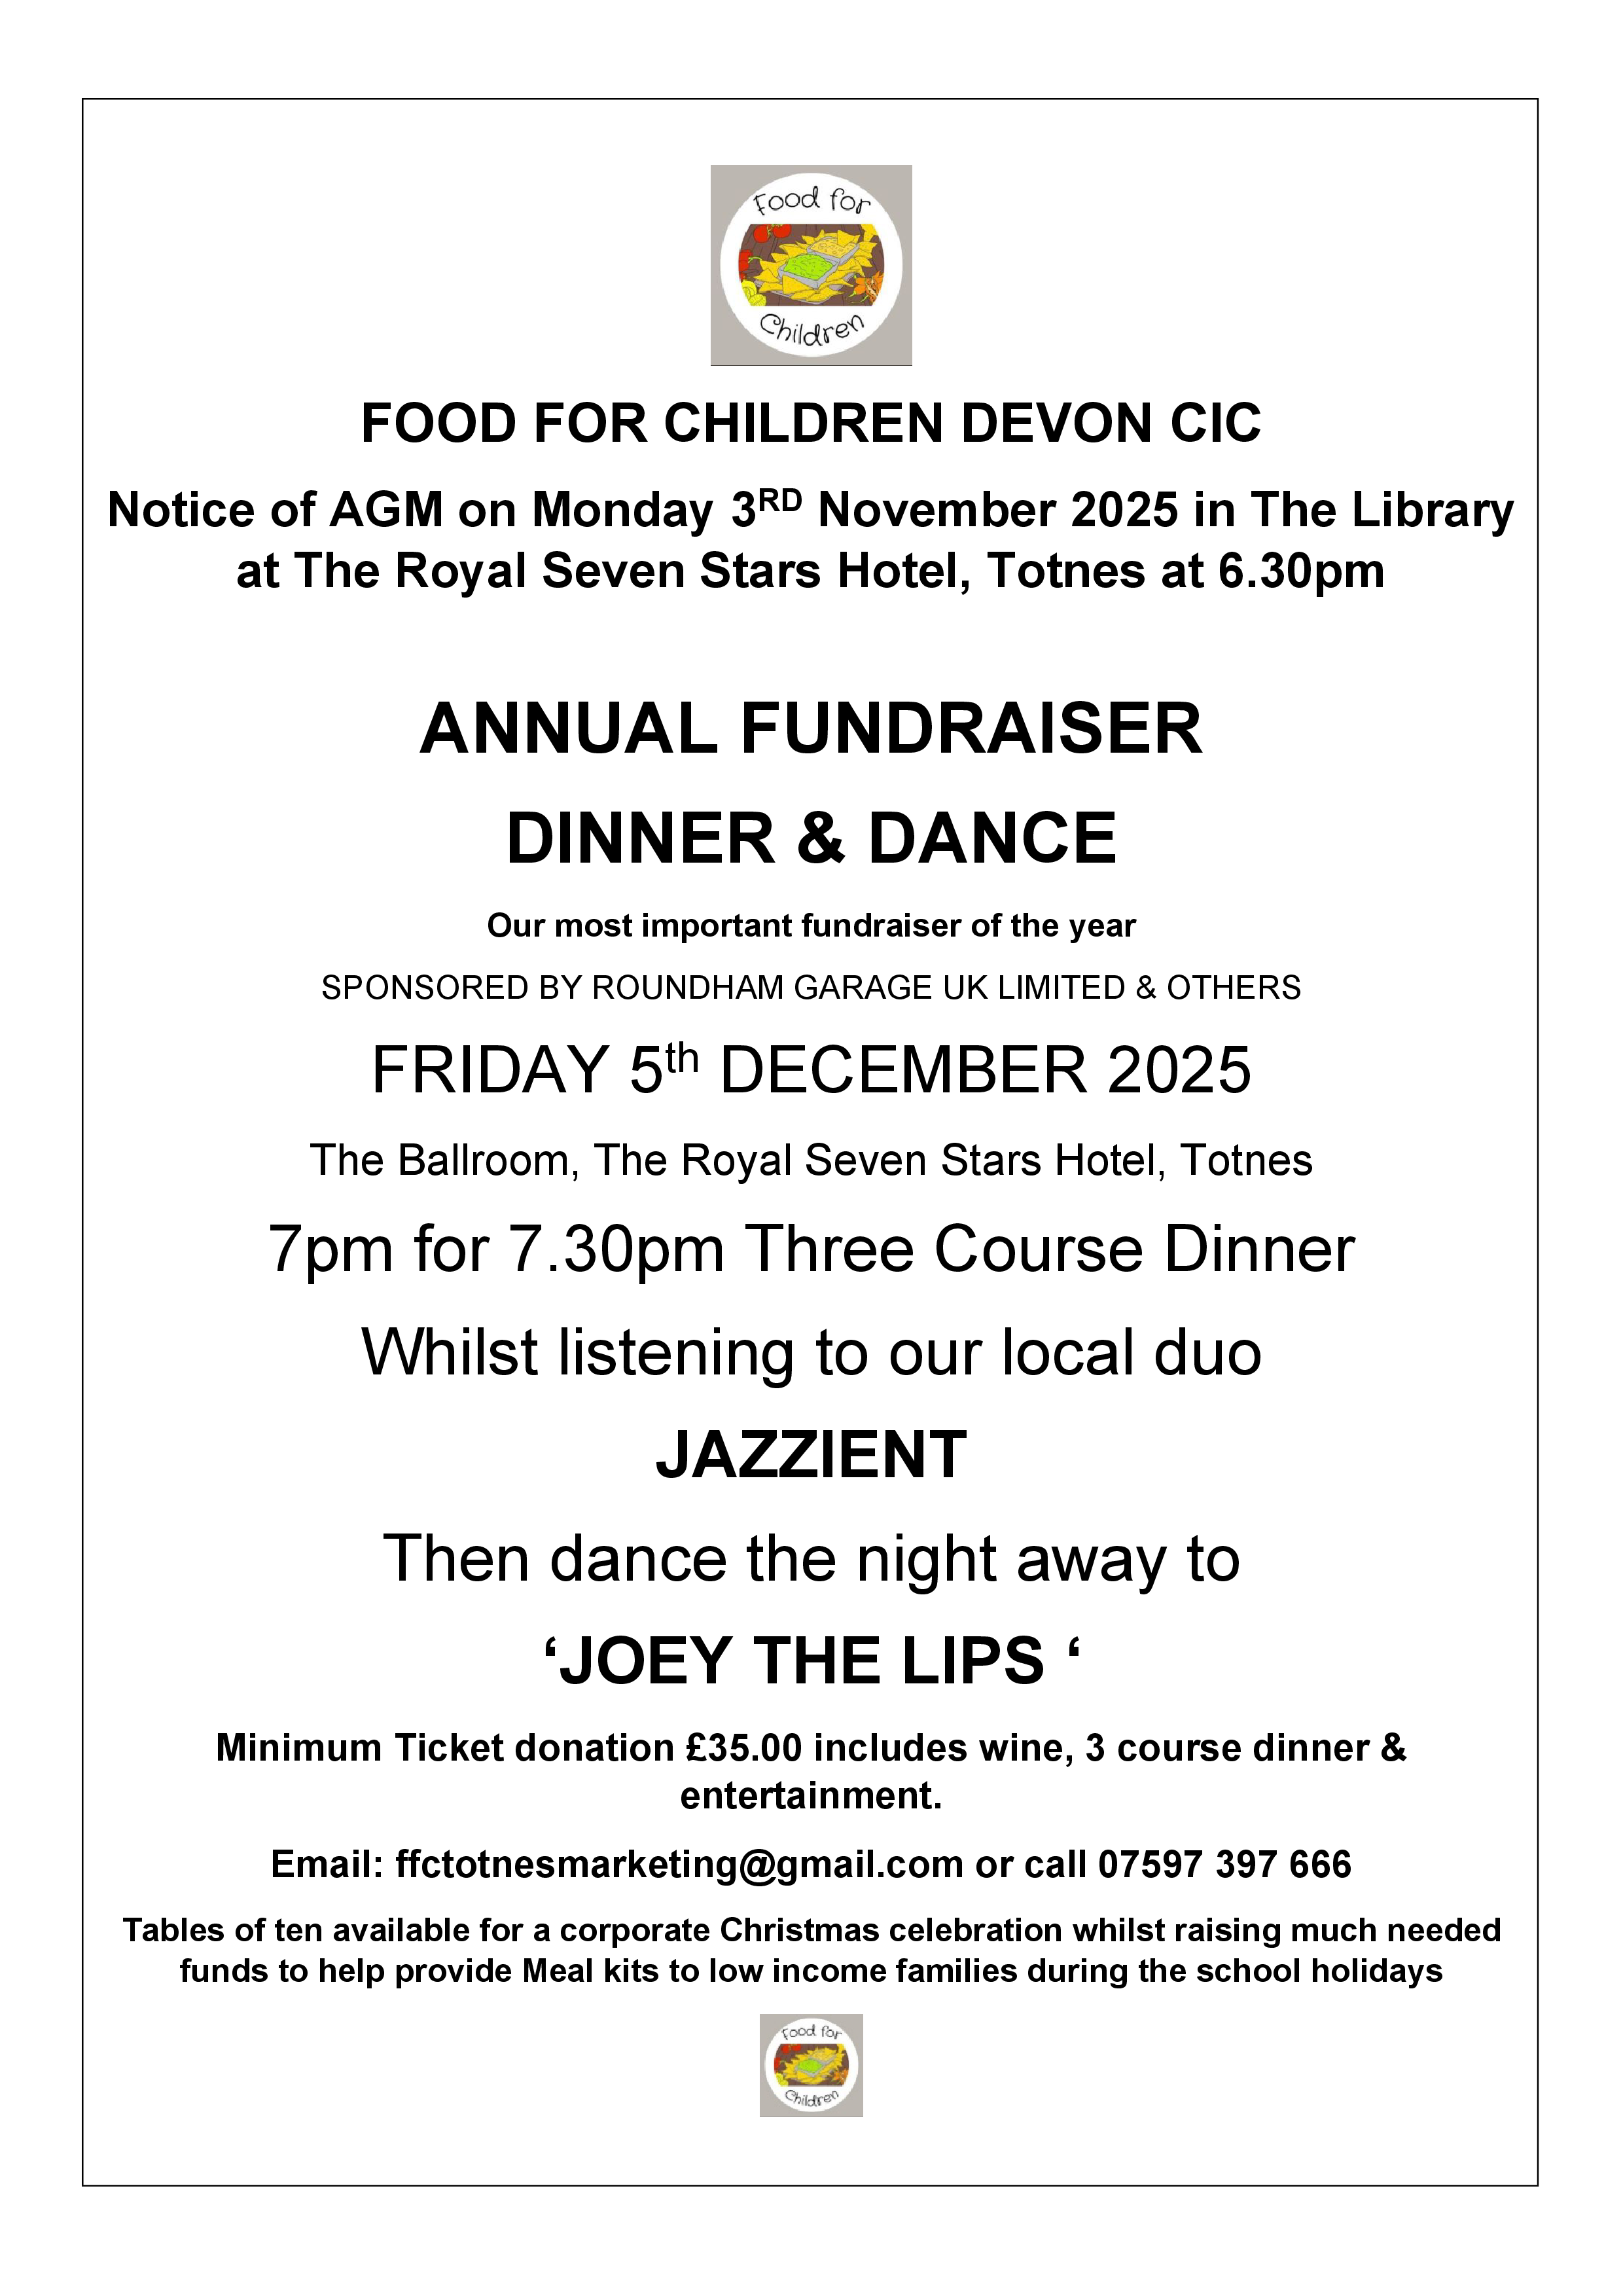 Food for
Children
FOOD FOR CHILDREN DEVON CIC
Notice of AGM on Monday 3RD November 2025 in The Library
at The Royal Seven Stars Hotel, Totnes at 6.30pm
ANNUAL FUNDRAISER
DINNER & DANCE
Our most important fundraiser of the year
SPONSORED BY ROUNDHAM GARAGE UK LIMITED & OTHERS
FRIDAY 5th DECEMBER 2025
The Ballroom, The Royal Seven Stars Hotel, Totnes
7pm for 7.30pm Three Course Dinner
Whilst listening to our local duo
JAZZIENT
Then dance the night away to
‘JOEY THE LIPS ‘
Minimum Ticket donation £35.00 includes wine, 3 course dinner &
entertainment.
Email: ffctotnesmarketing@gmail.com or call 07597 397 666
Tables of ten available for a corporate Christmas celebration whilst raising much needed
funds to help provide Meal kits to low income families during the school holidays
Food for
Children